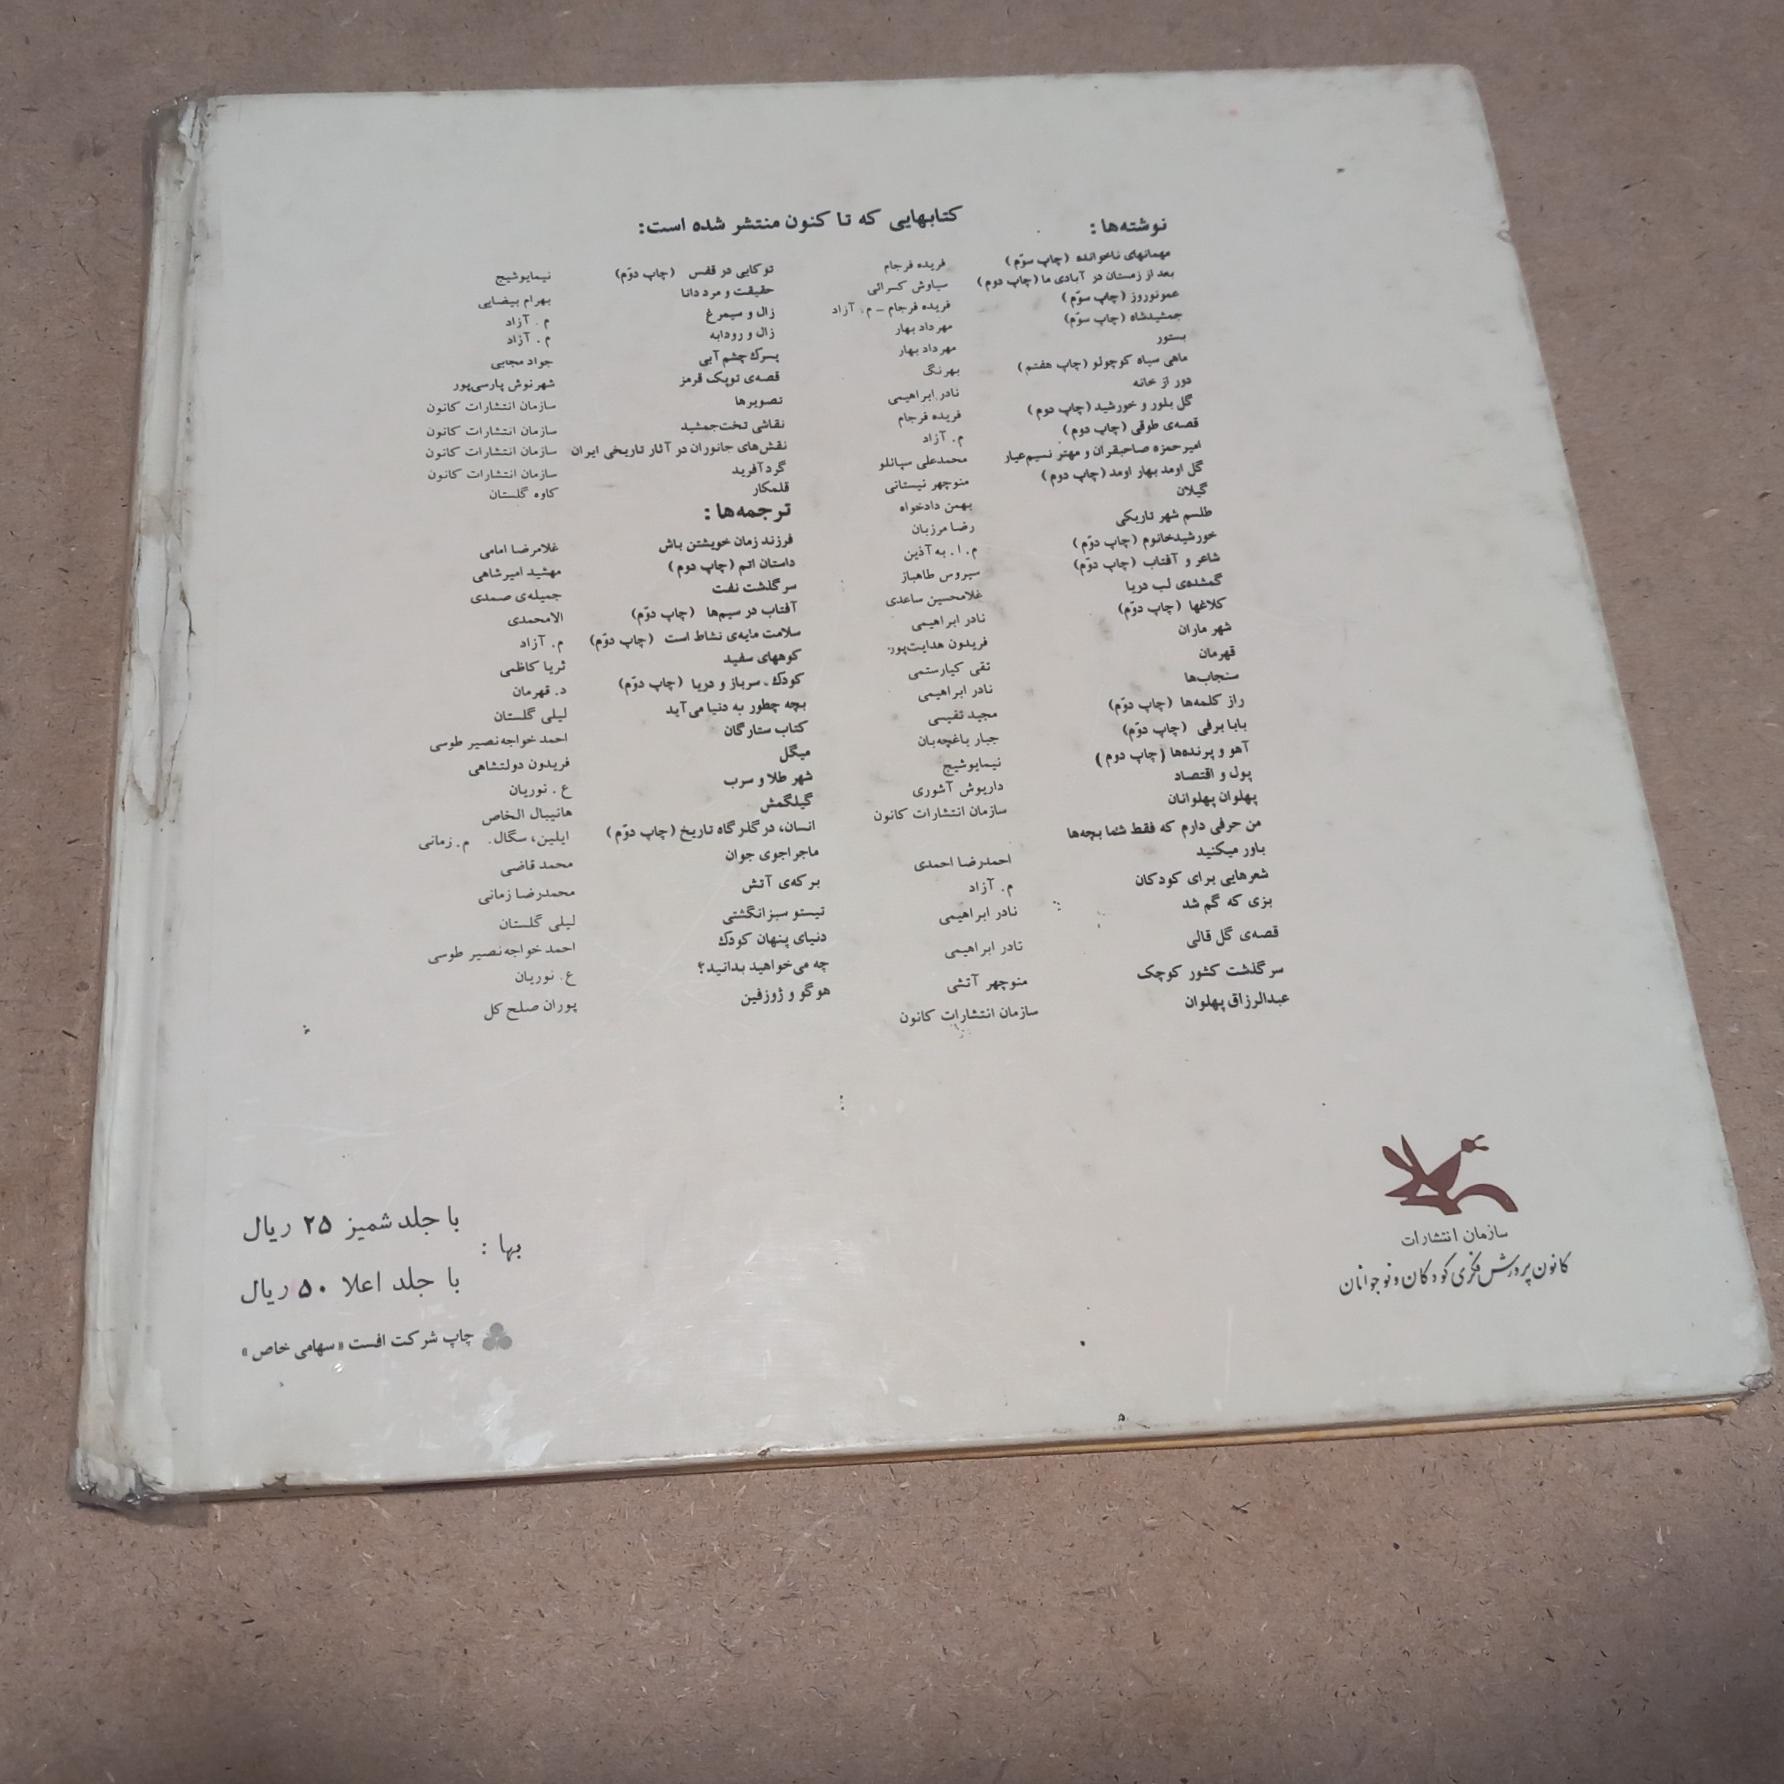 کتابهایی که تا کنون منتشر شده است:
نوشته‌ها :
مهمانهای ناخوانده (چاپ سوّم) فریده فرجام
بعد از زمستان در آبادی ما (چاپ دوم) سیاوش کسرائی
عمونوروز (چاپ سوّم) فریده فرجام - م. آزاد
جمشیدشاه (چاپ سوّم) مهرداد بهار
بستور مهرداد بهار
ماهی سیاه کوچولو (چاپ هفتم) بهرنگ
دور از خانه نادر ابراهیمی
گل بلور و خورشید (چاپ دوم) فریده فرجام
قصه‌ی طوقی (چاپ دوم) م. آزاد
امیرحمزه صاحبقران و مهتر نسیم‌عیار محمدعلی سپانلو
گل اومد بهار اومد (چاپ دوم) منوچهر نیستانی
گیلان بهمن دادخواه
طلسم شهر تاریکی رضا مرزبان
خورشیدخانوم (چاپ دوّم) م.ا. به‌آذین
شاعر و آفتاب (چاپ دوّم) سیروس طاهباز
گمشده‌ی لب دریا غلامحسین ساعدی
کلاغها (چاپ دوّم) نادر ابراهیمی
شهر ماران فریدون هدایت‌پور
قهرمان تقی کیارستمی
سنجاب‌ها نادر ابراهیمی
راز کلمه‌ها (چاپ دوّم) مجید نفیسی
بابا برفی (چاپ دوّم) جبار باغچه‌بان
آهو و پرنده‌ها (چاپ دوم) نیمایوشیج
پول و اقتصاد داریوش آشوری
پهلوان پهلوانان سازمان انتشارات کانون
من حرفی دارم که فقط شما بچه‌ها
باور میکنید احمدرضا احمدی
شعرهایی برای کودکان م. آزاد
بزی که گم شد نادر ابراهیمی
قصه‌ی گل قالی نادر ابراهیمی
سرگذشت کشور کوچک منوچهر آتشی
عبدالرزاق پهلوان سازمان انتشارات کانون
توکایی در قفس (چاپ دوّم) نیمایوشیج
حقیقت و مرد دانا بهرام بیضایی
زال و سیمرغ م. آزاد
زال و رودابه م. آزاد
پسرک چشم آبی جواد مجابی
قصه‌ی توپک قرمز شهرنوش پارسی‌پور
تصویرها سازمان انتشارات کانون
نقاشی تخت‌جمشید سازمان انتشارات کانون
نقش‌های جانوران در آثار تاریخی ایران سازمان انتشارات کانون
گردآفرید سازمان انتشارات کانون
قلمکار کاوه گلستان
ترجمه‌ها :
فرزند زمان خویشتن باش غلامرضا امامی
داستان اتم (چاپ دوم) مهشید امیرشاهی
سرگذشت نفت جمیله‌ی صمدی
آفتاب در سیم‌ها (چاپ دوّم) الامحمدی
سلامت مایه‌ی نشاط است (چاپ دوّم) م. آزاد
کوههای سفید ثریا کاظمی
کودک، سرباز و دریا (چاپ دوّم) د. قهرمان
بچه چطور به دنیا می‌آید لیلی گلستان
کتاب ستارگان احمد خواجه‌نصیر طوسی
میگل فریدون دولتشاهی
شهر طلا و سرب ع. نوریان
گیلگمش هانیبال الخاص
انسان، در گذرگاه تاریخ (چاپ دوّم) ایلین، سگال. م. زمانی
ماجراجوی جوان محمد قاضی
برکه‌ی آتش محمدرضا زمانی
تیستو سبزانگشتی لیلی گلستان
دنیای پنهان کودک احمد خواجه‌نصیر طوسی
چه می‌خواهید بدانید؟ ع. نوریان
هوگو و ژوزفین پوران صلح کل
سازمان انتشارات
کانون پرورش فکری کودکان و نوجوانان
بها :
با جلد شمیز ۲۵ ریال
با جلد اعلا ۵۰ ریال
چاپ شرکت افست «سهامی خاص»